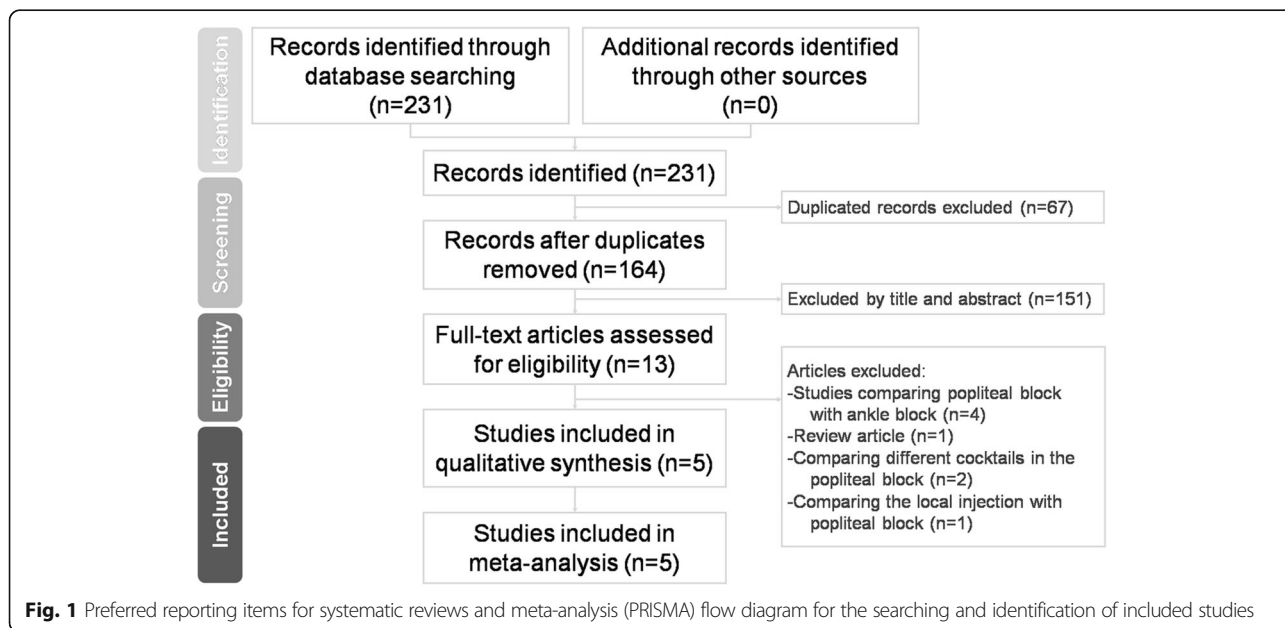 Identification
Records identified through
database searching
(n=231)
Additional records identified
through other sources
(n=0)
Records identified (n=231)
Screening
Duplicated records excluded (n=67)
Records after duplicates
removed (n=164)
Excluded by title and abstract (n=151)
Eligibility
Full-text articles assessed
for eligibility (n=13)
Articles excluded:
-Studies comparing popliteal block
with ankle block (n=4)
-Review article (n=1)
-Comparing different cocktails in the
popliteal block (n=2)
-Comparing the local injection with
popliteal block (n=1)
Included
Studies included in
qualitative synthesis (n=5)
Studies included in
meta-analysis (n=5)
Fig. 1 Preferred reporting items for systematic reviews and meta-analysis (PRISMA) flow diagram for the searching and identification of included studies